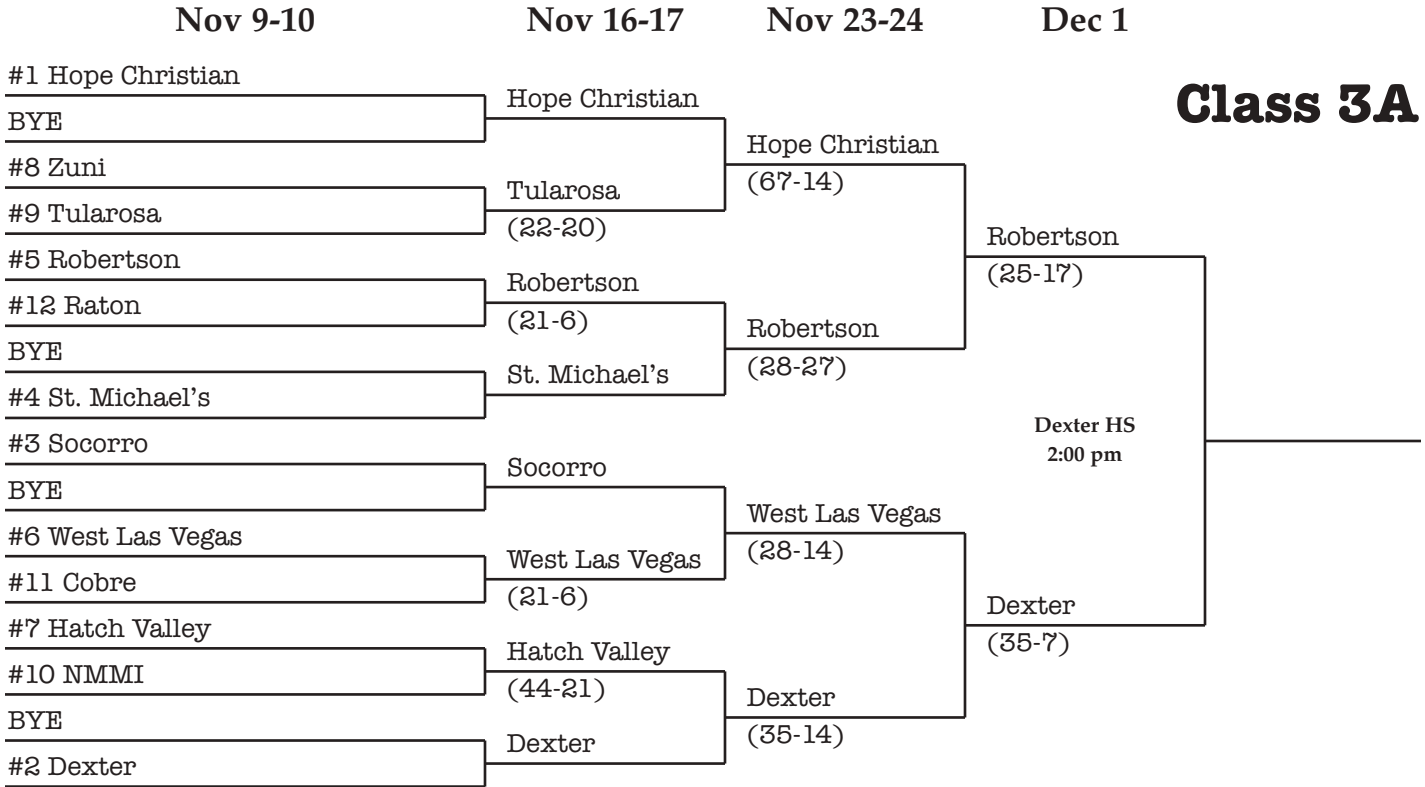 Nov 9-10 Nov 16-17 Nov 23-24 Dec 1
Class 3A
#1 Hope Christian
BYE
#8 Zuni
#9 Tularosa
#5 Robertson
#12 Raton
BYE
#4 St. Michael's
#3 Socorro
BYE
#6 West Las Vegas
#11 Cobre
#7 Hatch Valley
#10 NMMI
BYE
#2 Dexter
Hope Christian
Tularosa
(22-20)
Robertson
(21-6)
St. Michael's
Socorro
West Las Vegas
(21-6)
Hatch Valley
(44-21)
Dexter
Hope Christian
(67-14)
Robertson
(28-27)
West Las Vegas
(28-14)
Dexter
(35-14)
Robertson
(25-17)
Dexter HS
2:00 pm
Dexter
(35-7)